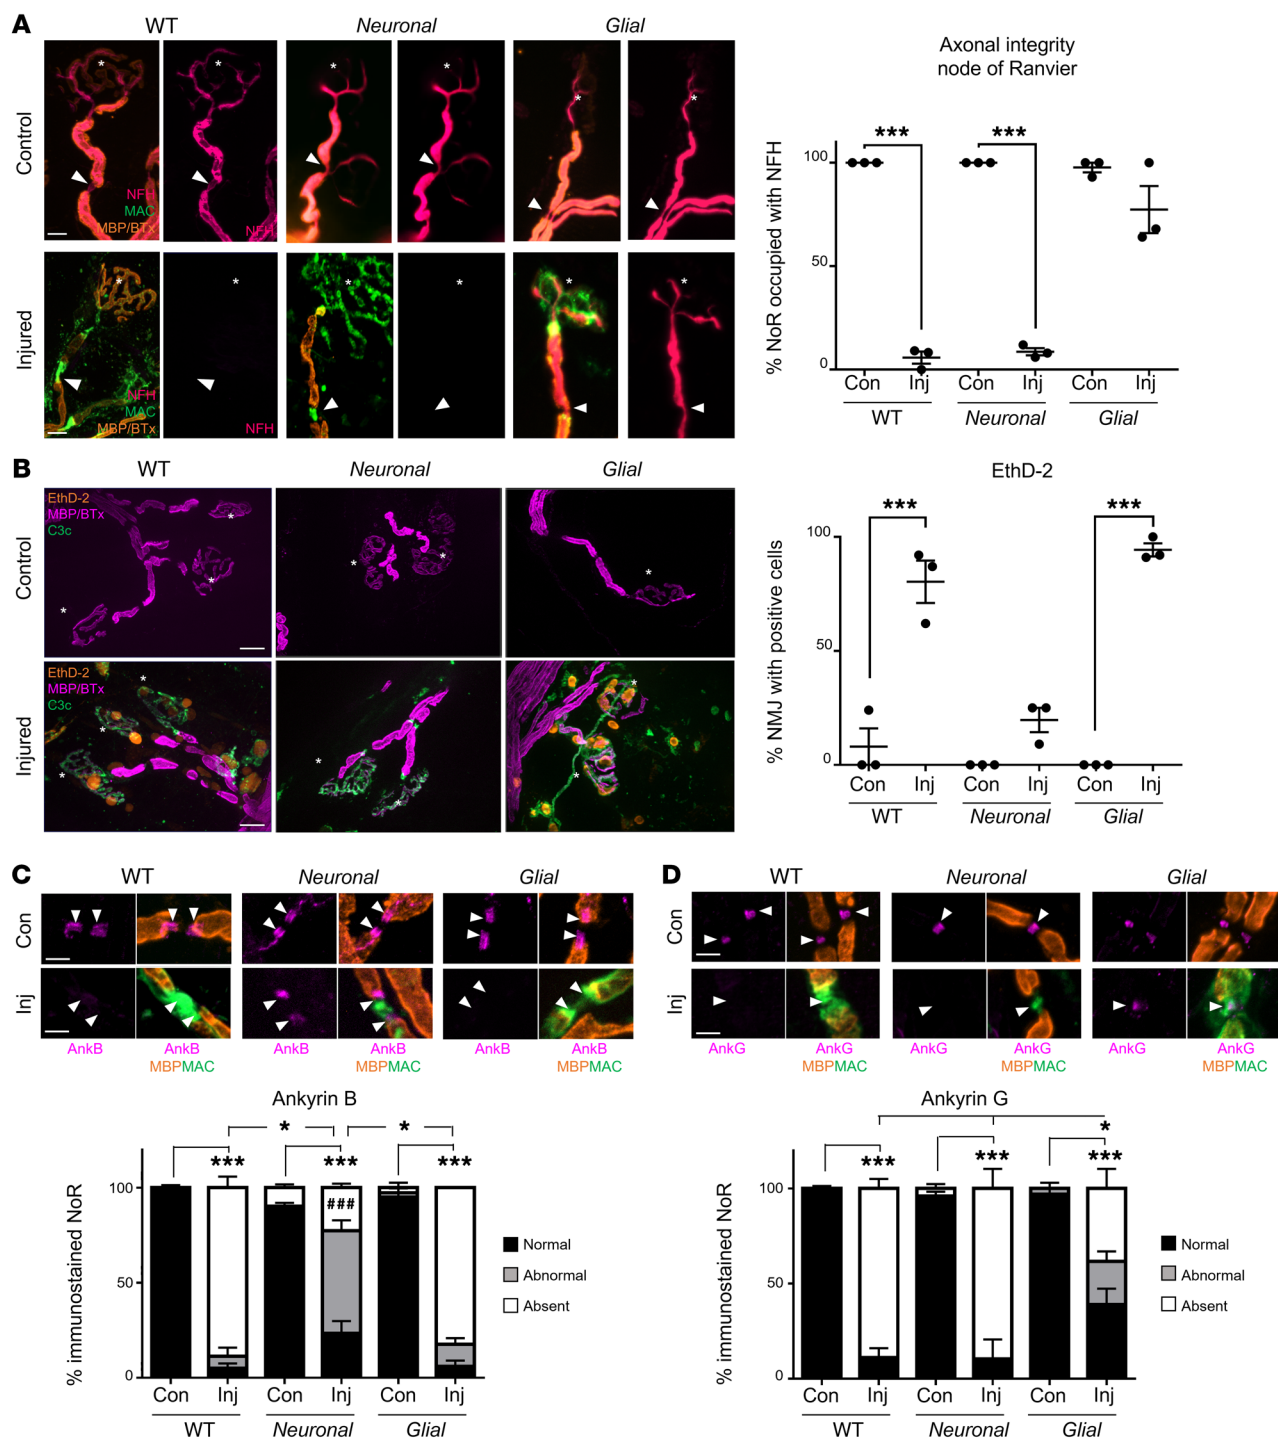 A
WT
Neuronal
Glial
Control
NFH
MAC
MBP/BTx
NFH
Injured
NFH
MAC
MBP/BTx
NFH
Axonal integrity
node of Ranvier
% NoR occupied with NFH
100
50
0
***
***
Con Inj Con Inj Con Inj
WT Neuronal Glial
B
WT
Neuronal
Glial
Control
EthD-2
MBP/BTx
C3c
Injured
EthD-2
MBP/BTx
C3c
EthD-2
% NMJ with positive cells
100
50
0
***
***
Con Inj Con Inj Con Inj
WT Neuronal Glial
C
WT
Neuronal
Glial
Con
Inj
AnkB AnkB AnkB AnkB AnkB AnkB
MBPMAC MBPMAC MBPMAC
Ankyrin B
* *
*** *** ***
###
% immunostained NoR
100
50
0
Normal
Abnormal
Absent
Con Inj Con Inj Con Inj
WT Neuronal Glial
D
WT
Neuronal
Glial
Con
Inj
AnkG AnkG AnkG AnkG AnkG AnkG
MBPMAC MBPMAC MBPMAC
Ankyrin G
*
*** *** ***
% immunostained NoR
100
50
0
Normal
Abnormal
Absent
Con Inj Con Inj Con Inj
WT Neuronal Glial